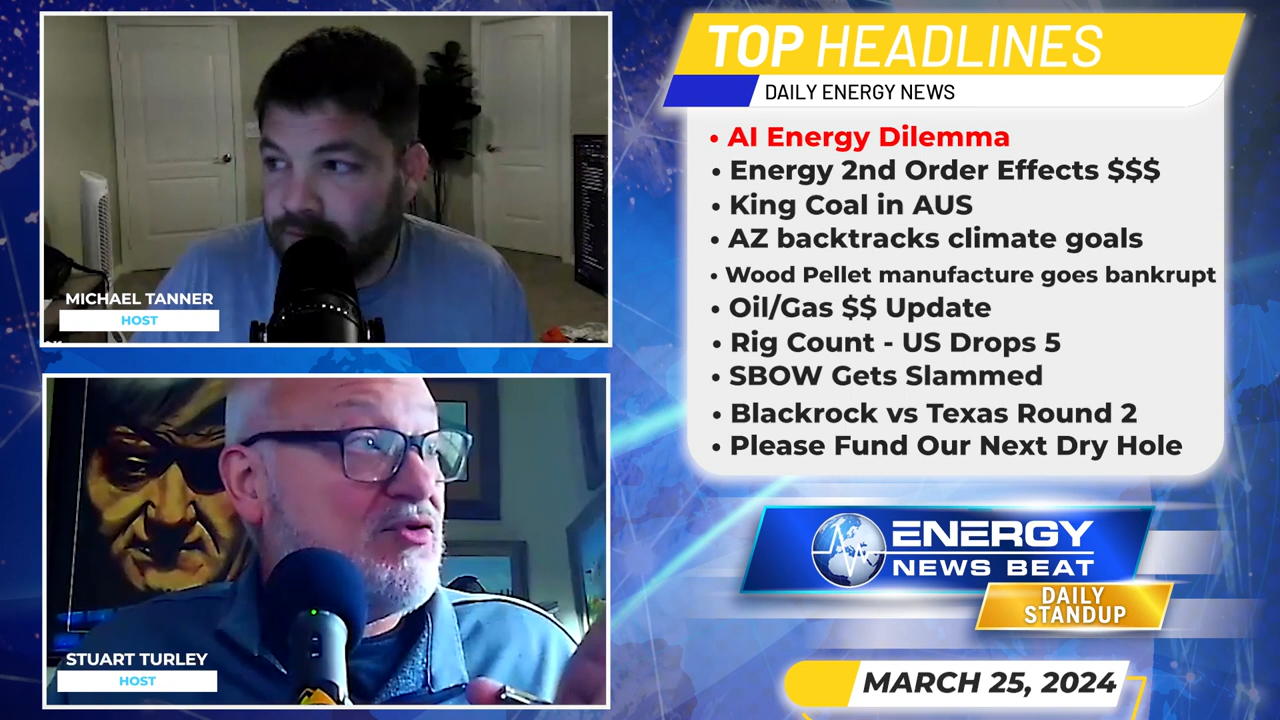 MICHAEL TANNER
HOST
STUART TURLEY
HOST
TOP HEADLINES
DAILY ENERGY NEWS
• AI Energy Dilemma
• Energy 2nd Order Effects $$$
• King Coal in AUS
• AZ backtracks climate goals
• Wood Pellet manufacture goes bankrupt
• Oil/Gas $$ Update
• Rig Count - US Drops 5
• SBOW Gets Slammed
• Blackrock vs Texas Round 2
• Please Fund Our Next Dry Hole
ENERGY
NEWS BEAT
DAILY
STANDUP
MARCH 25, 2024